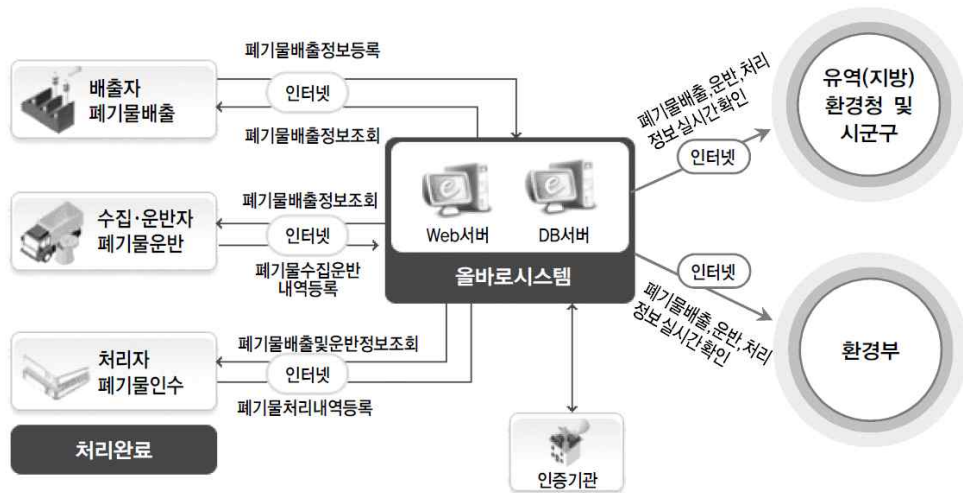 폐기물배출정보등록
배출자
폐기물배출
인터넷
폐기물배출정보조회
수집·운반자
폐기물운반
폐기물배출정보조회
인터넷
폐기물수집운반
내역등록
처리자
폐기물인수
폐기물배출및운반정보조회
인터넷
폐기물처리내역등록
처리완료
Web서버
DB서버
올바로시스템
인증기관
폐기물배출,운반,처리
정보 실시간 확인
인터넷
유역(지방)
환경청 및
시군구
인터넷
폐기물배출,운반,처리
정보 실시간 확인
환경부